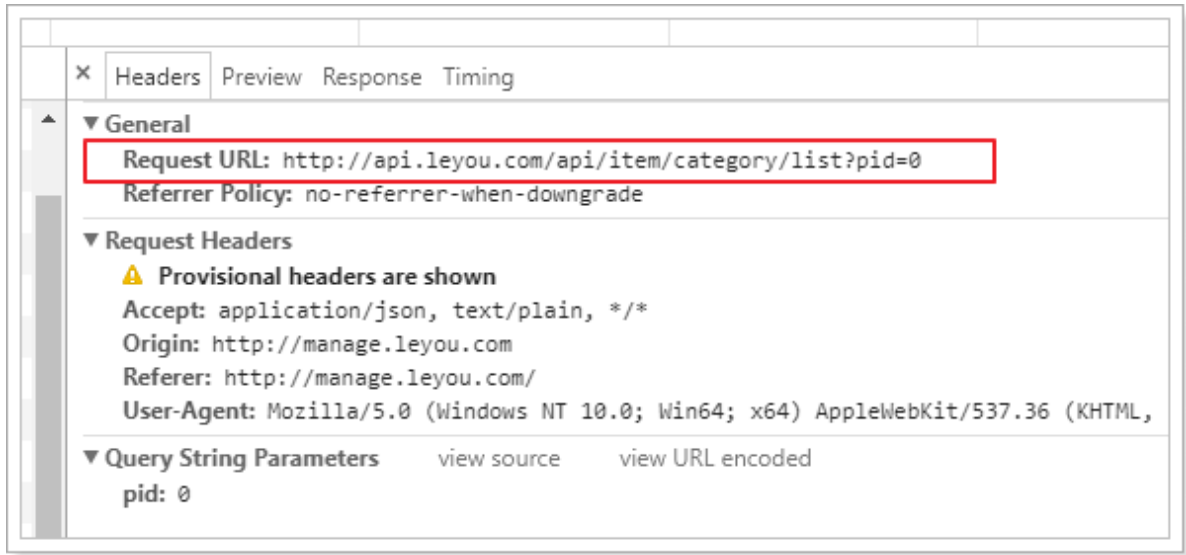 × Headers Preview Response Timing
▼ General
Request URL: http://api.leyou.com/api/item/category/list?pid=0
Referrer Policy: no-referrer-when-downgrade
▼ Request Headers
Provisional headers are shown
Accept: application/json, text/plain, */*
Origin: http://manage.leyou.com
Referer: http://manage.leyou.com/
User-Agent: Mozilla/5.0 (Windows NT 10.0; Win64; x64) AppleWebKit/537.36 (KHTML,
▼ Query String Parameters view source view URL encoded
pid: 0